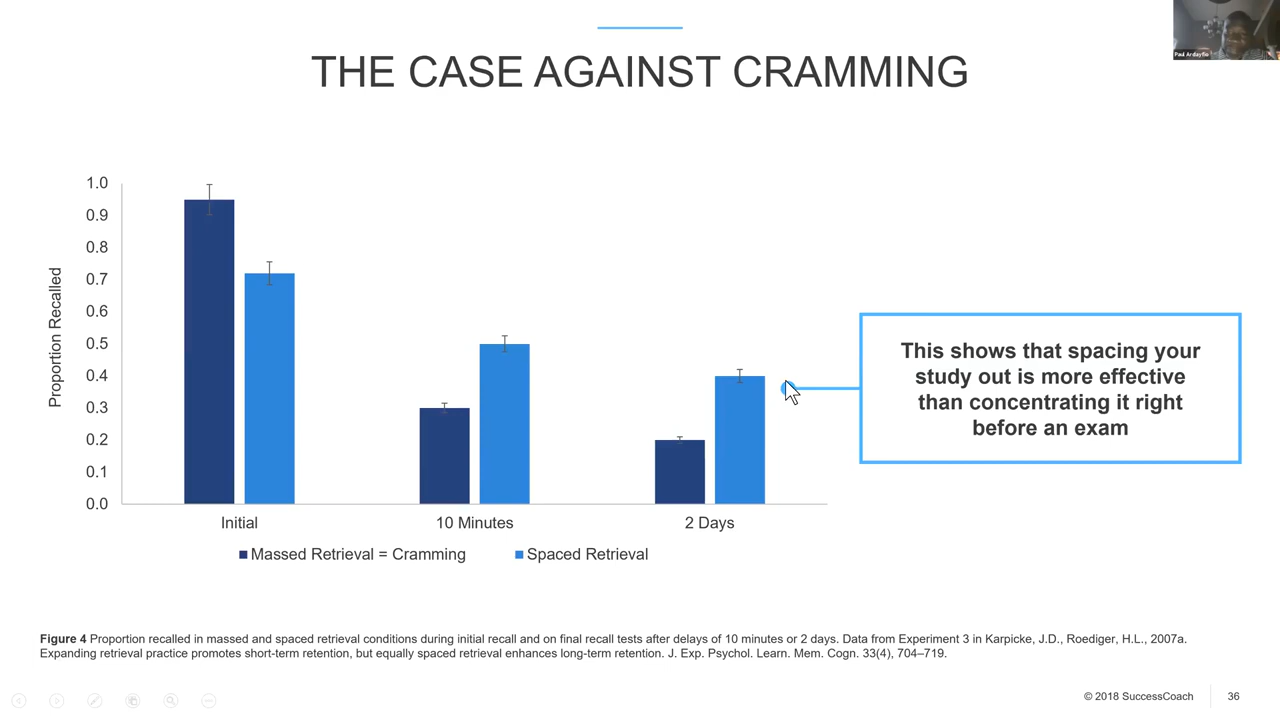 Paul Ardayfio
THE CASE AGAINST CRAMMING
Proportion Recalled
1.0
0.9
0.8
0.7
0.6
0.5
0.4
0.3
0.2
0.1
0.0
Initial
10 Minutes
2 Days
Massed Retrieval = Cramming
Spaced Retrieval
This shows that spacing your
study out is more effective
than concentrating it right
before an exam
Figure 4 Proportion recalled in massed and spaced retrieval conditions during initial recall and on final recall tests after delays of 10 minutes or 2 days. Data from Experiment 3 in Karpicke, J.D., Roediger, H.L., 2007a.
Expanding retrieval practice promotes short-term retention, but equally spaced retrieval enhances long-term retention. J. Exp. Psychol. Learn. Mem. Cogn. 33(4), 704–719.
© 2018 SuccessCoach
36